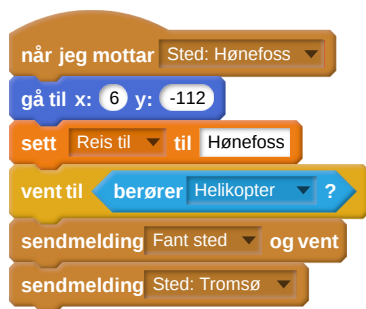 når jeg mottar Sted: Hønefoss
gå til x: 6 y: -112
sett Reis til til Hønefoss
vent til berører Helikopter ?
sendmelding Fant sted og vent
sendmelding Sted: Tromsø